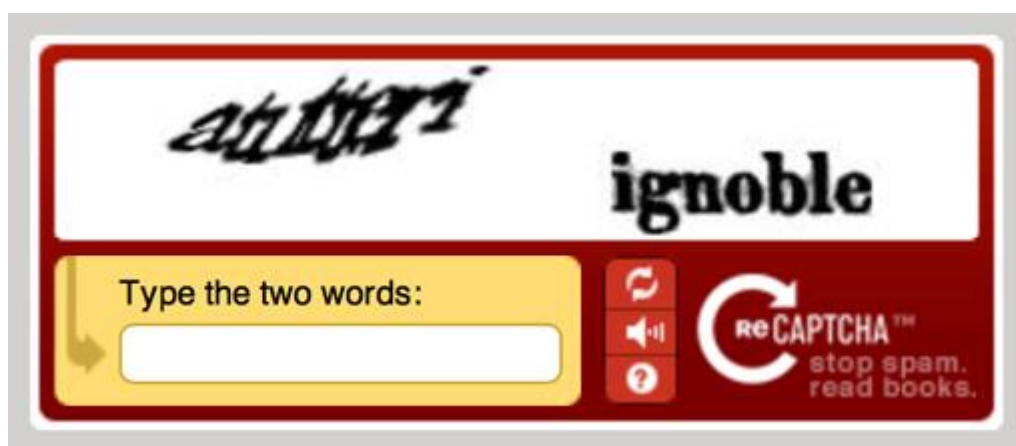 ignoble
Type the two words:
reCAPTCHA™
stop spam.
read books.